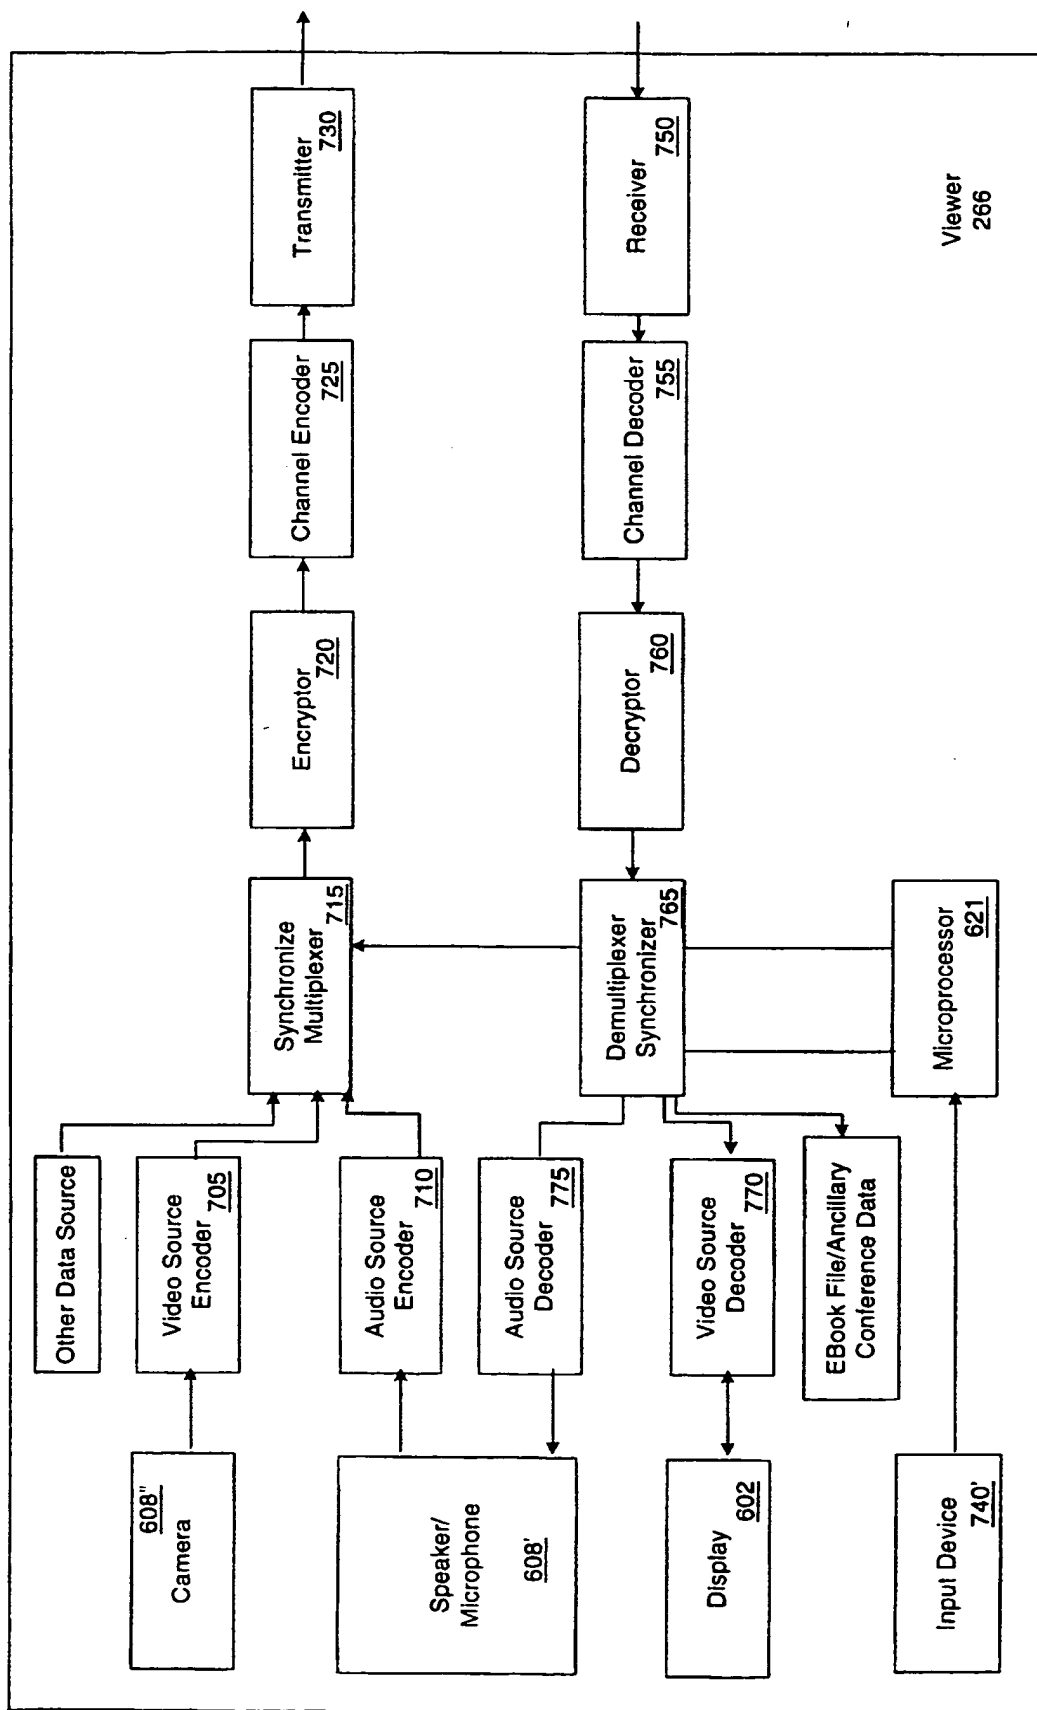 608"
Camera
Speaker/
Microphone
608'
Display
602
Input Device
740'
Other Data Source
Video Source
Encoder
705
Audio Source
Encoder
710
Audio Source
Decoder
775
Video Source
Decoder
770
EBook File/Ancillary
Conference Data
Synchronize
Multiplexer
715
Demultiplexer
Synchronizer
765
Microprocessor
621
Encryptor
720
Decryptor
760
Channel Encoder
725
Channel Decoder
755
Transmitter
730
Receiver
750
Viewer
266